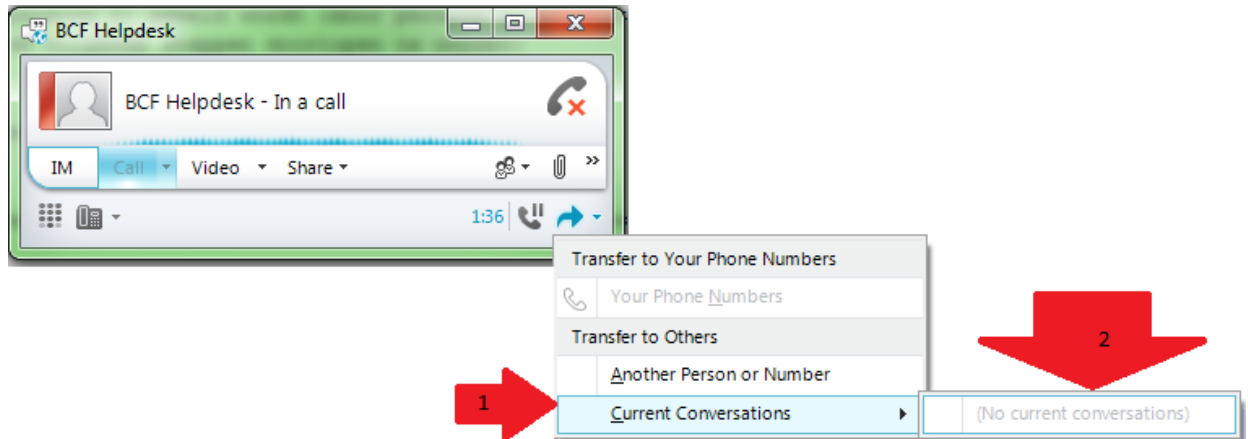 BCF Helpdesk
BCF Helpdesk - In a call
IM Call Video Share
1:36
Transfer to Your Phone Numbers
Your Phone Numbers
Transfer to Others
Another Person or Number
1 Current Conversations
2
(No current conversations)